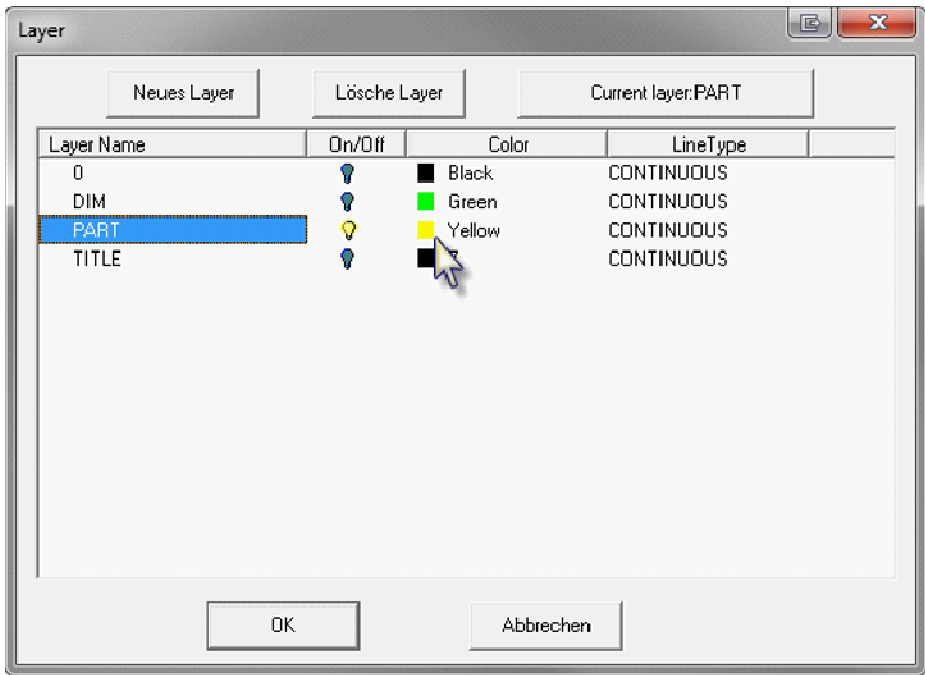 Layer
Neues Layer Lösche Layer Current layer:PART
Layer Name On/Off Color LineType
0 Black CONTINUOUS
DIM Green CONTINUOUS
PART Yellow CONTINUOUS
TITLE CONTINUOUS
OK Abbrechen